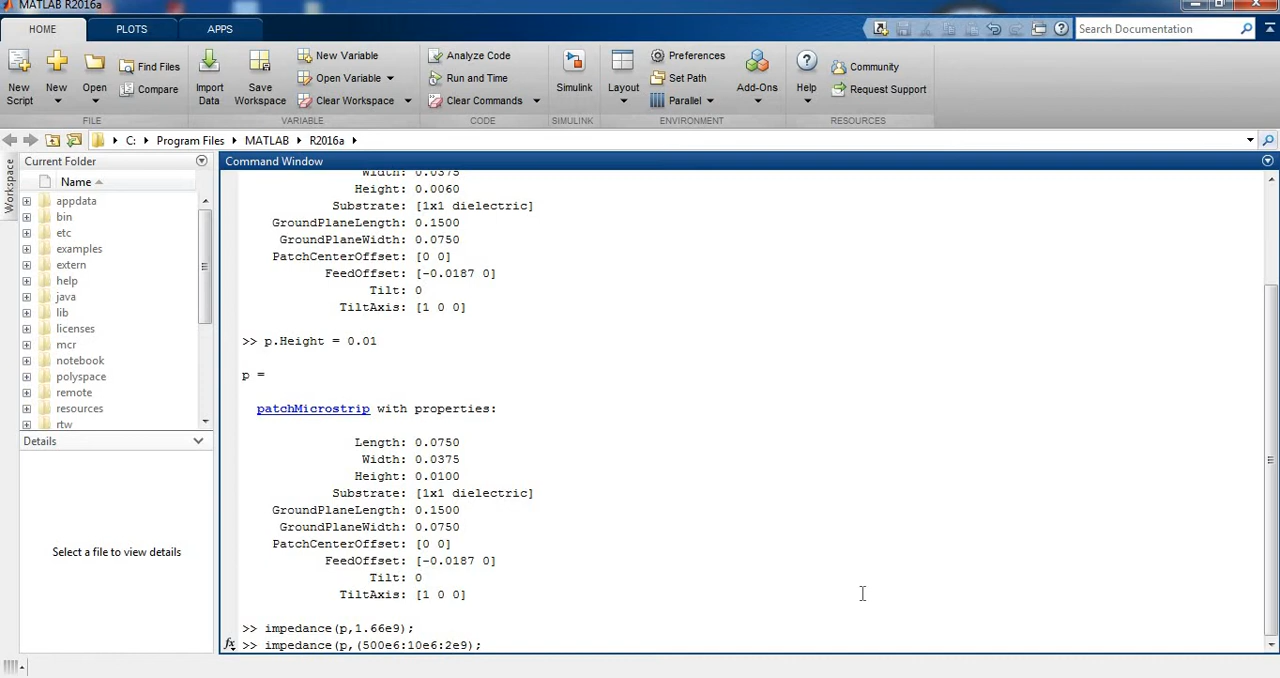 MATLAB R2016a
HOME
PLOTS
APPS
Search Documentation
New Script
New
Open
Find Files
Compare
Import Data
Save Workspace
New Variable
Open Variable
Clear Workspace
Analyze Code
Run and Time
Clear Commands
Simulink
Layout
Preferences
Set Path
Parallel
Add-Ons
Help
Community
Request Support
FILE
VARIABLE
CODE
SIMULINK
ENVIRONMENT
RESOURCES
C: Program Files MATLAB R2016a
Workspace
Current Folder
Name
appdata
bin
etc
examples
extern
help
java
lib
licenses
mcr
notebook
polyspace
remote
resources
rtw
Details
Select a file to view details
Command Window
Width: 0.0375
Height: 0.0060
Substrate: [1x1 dielectric]
GroundPlaneLength: 0.1500
GroundPlaneWidth: 0.0750
PatchCenterOffset: [0 0]
FeedOffset: [-0.0187 0]
Tilt: 0
TiltAxis: [1 0 0]
>> p.Height = 0.01
p =
patchMicrostrip with properties:
Length: 0.0750
Width: 0.0375
Height: 0.0100
Substrate: [1x1 dielectric]
GroundPlaneLength: 0.1500
GroundPlaneWidth: 0.0750
PatchCenterOffset: [0 0]
FeedOffset: [-0.0187 0]
Tilt: 0
TiltAxis: [1 0 0]
>> impedance(p,1.66e9);
fx >> impedance(p,(500e6:10e6:2e9);